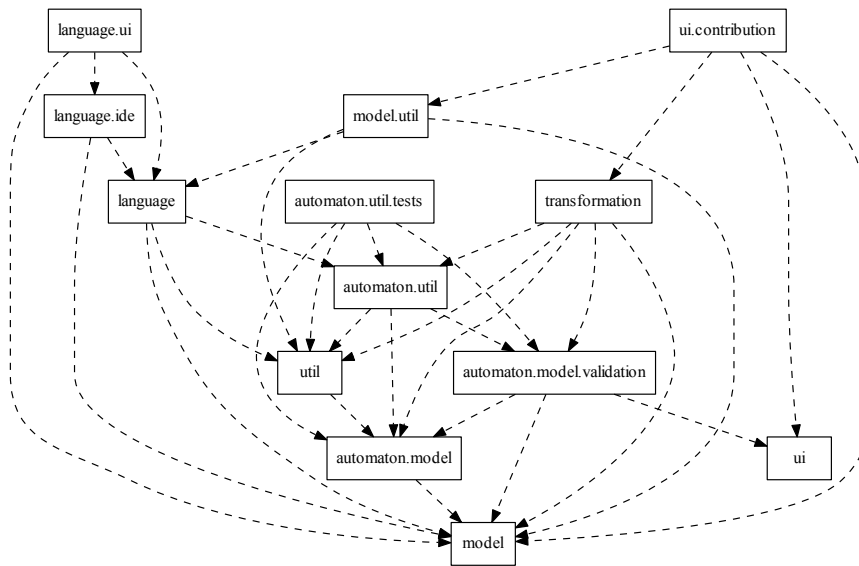 language.ui
ui.contribution
language.ide
model.util
language
automaton.util.tests
transformation
automaton.util
util
automaton.model.validation
automaton.model
ui
model